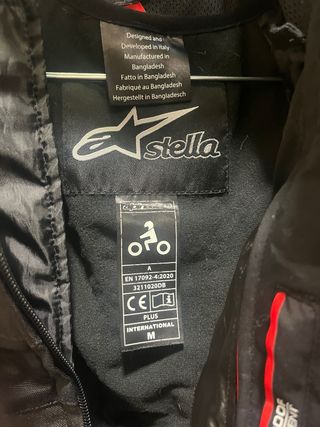 Designed and
Developed in Italy
Manufactured in
Bangladesh
Fatto in Bangladesh
Fabriqué au Bangladesh
Hergestellt in Bangladesch
stella
A
EN 17092-4:2020
3211020DB
CE
PLUS
INTERNATIONAL
M